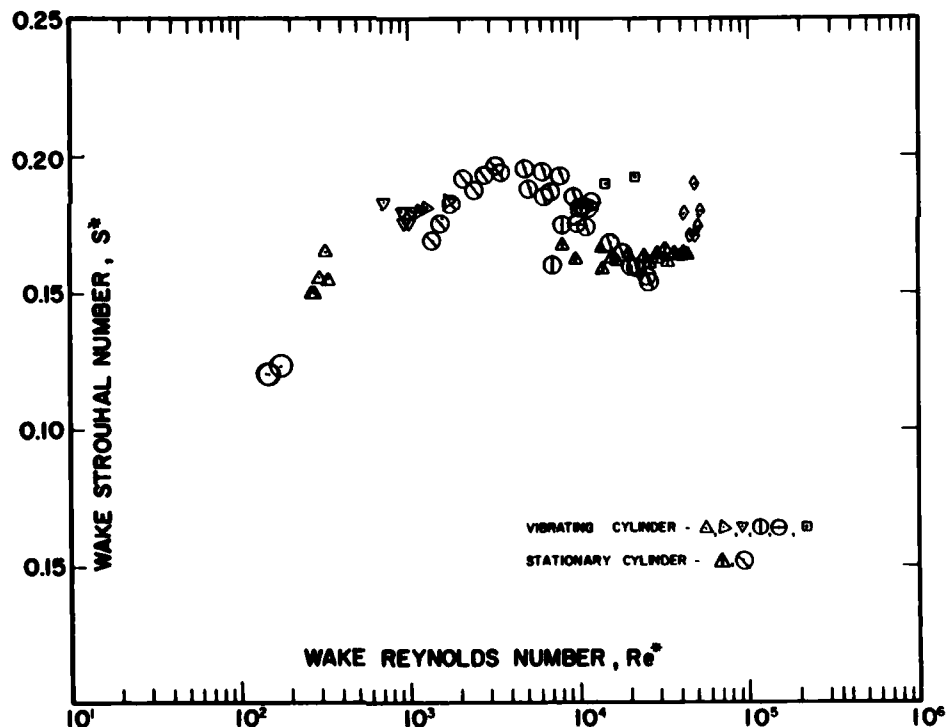 0.25
0.20
0.15
0.10
0.15
WAKE STROUHAL NUMBER, S*
VIBRATING CYLINDER -
STATIONARY CYLINDER -
WAKE REYNOLDS NUMBER, Re*
10¹ 10² 10³ 10⁴ 10⁵ 10⁶